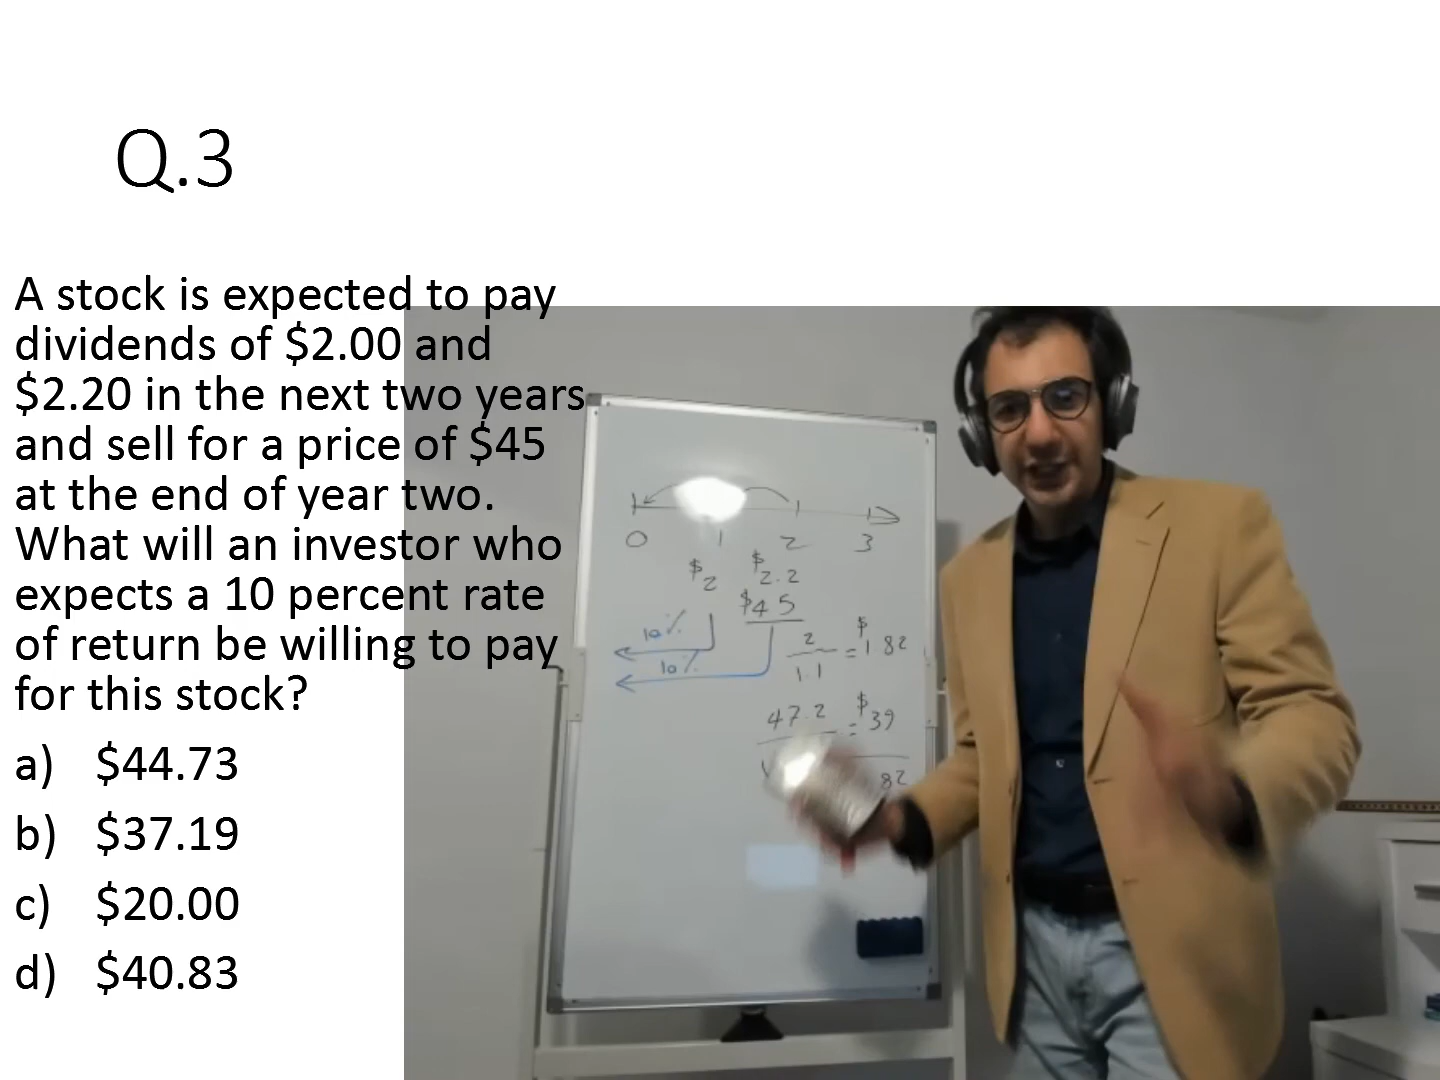 Q.3
A stock is expected to pay
dividends of $2.00 and
$2.20 in the next two years
and sell for a price of $45
at the end of year two.
What will an investor who
expects a 10 percent rate
of return be willing to pay
for this stock?
a) $44.73
b) $37.19
c) $20.00
d) $40.83
0 1 2 3
$2 $2.2
$45
10%
10%
2
1.1 = $1.82
47.2 = $39
82